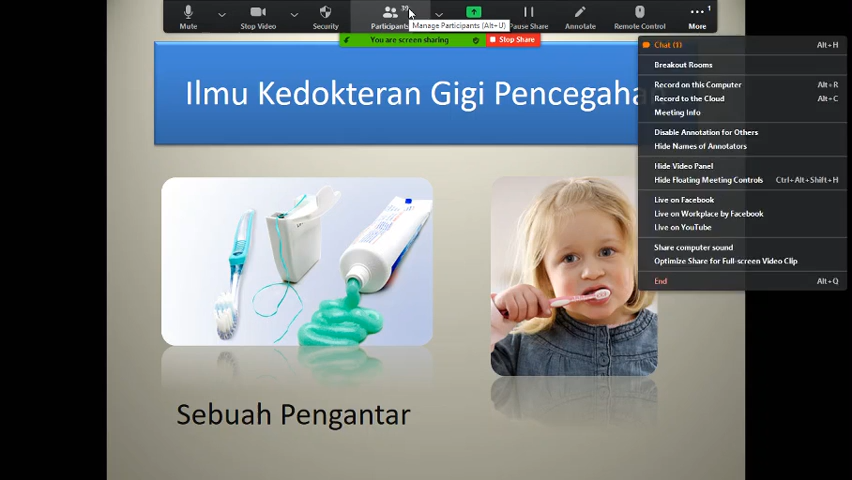 39
1
Mute
Stop Video
Security
Participants
Pause Share
Annotate
Remote Control
More
Manage Participants (Alt+U)
You are screen sharing
Stop Share
Chat (1) Alt+H
Breakout Rooms
Record on this Computer Alt+R
Record to the Cloud Alt+C
Meeting Info
Disable Annotation for Others
Hide Names of Annotators
Hide Video Panel
Hide Floating Meeting Controls Ctrl+Alt+Shift+H
Live on Facebook
Live on Workplace by Facebook
Live on YouTube
Share computer sound
Optimize Share for Full-screen Video Clip
End Alt+Q
Ilmu Kedokteran Gigi Pencegahan
Sebuah Pengantar